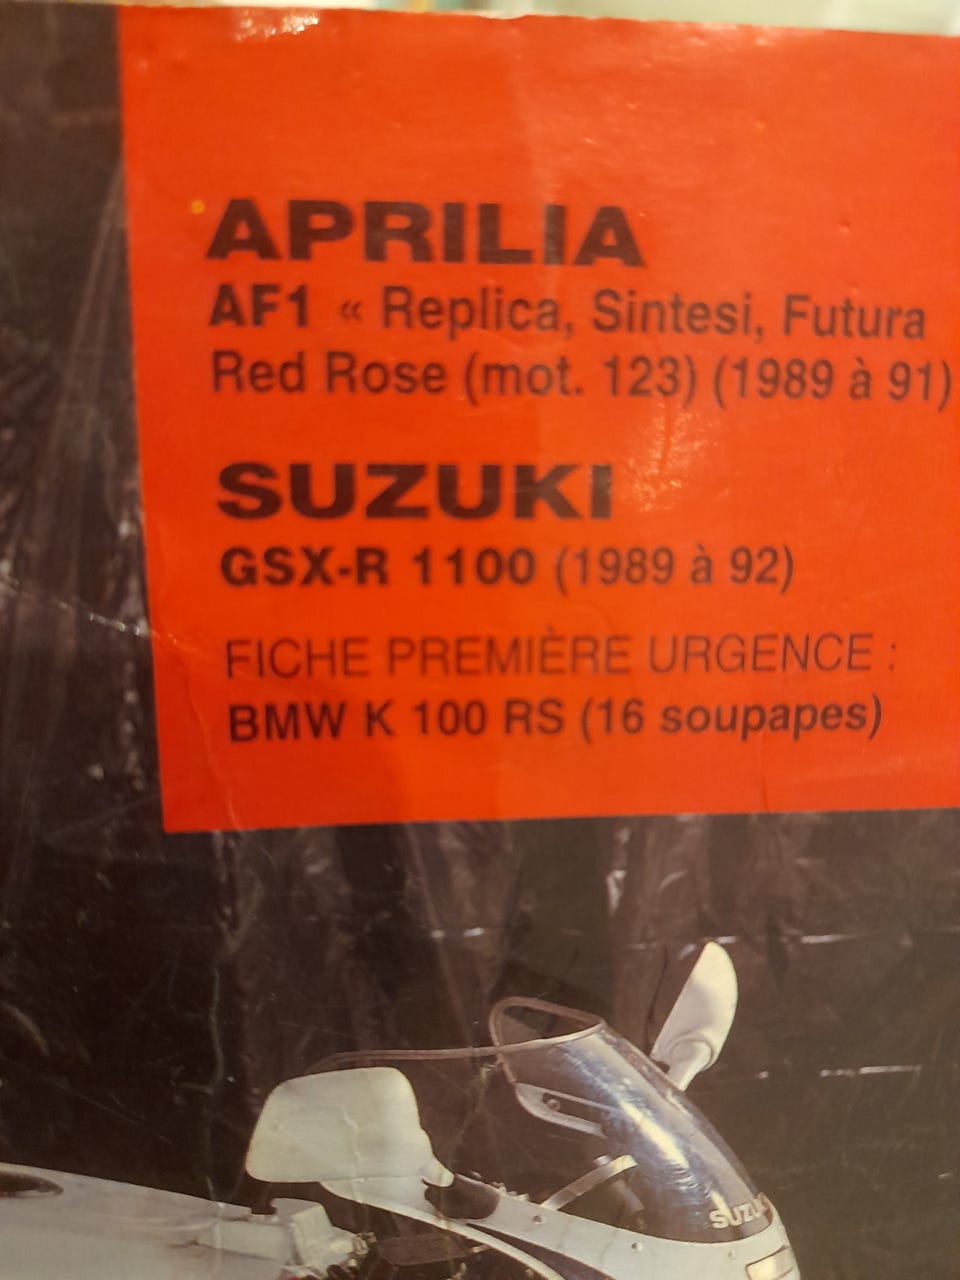 APRILIA
AF1 « Replica, Sintesi, Futura
Red Rose (mot. 123) (1989 à 91)
SUZUKI
GSX-R 1100 (1989 à 92)
FICHE PREMIÈRE URGENCE :
BMW K 100 RS (16 soupapes)
SUZUKI